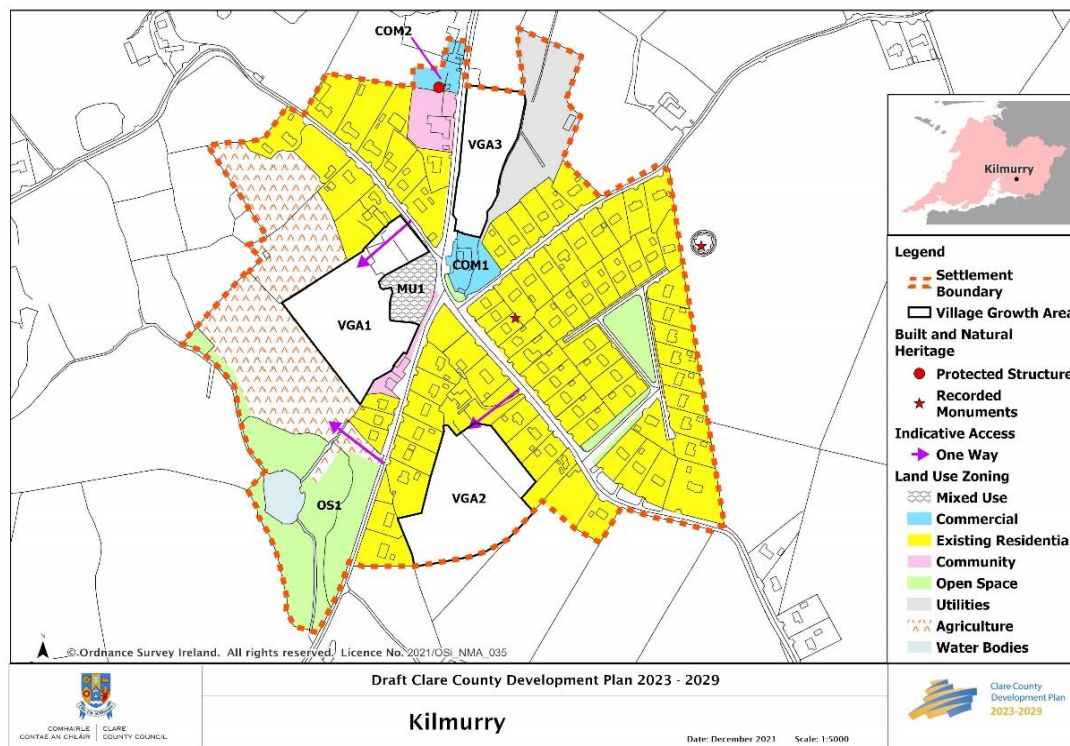 COM2
VGA3
COM1
MU1
VGA1
VGA2
OS1
©Ordnance Survey Ireland. All rights reserved. Licence No. 2021/OSi_NMA_035
Kilmurry
Legend
Settlement
Boundary
Village Growth Area
Built and Natural
Heritage
Protected Structure
Recorded
Monuments
Indicative Access
One Way
Land Use Zoning
Mixed Use
Commercial
Existing Residentia
Community
Open Space
Utilities
Agriculture
Water Bodies
COMHAIRLE
CONTAE AN CHLÁIR
CLARE
COUNTY COUNCIL
Draft Clare County Development Plan 2023 - 2029
Kilmurry
Date: December 2021 Scale: 1:5000
Clare County
Development Plan
2023-2029